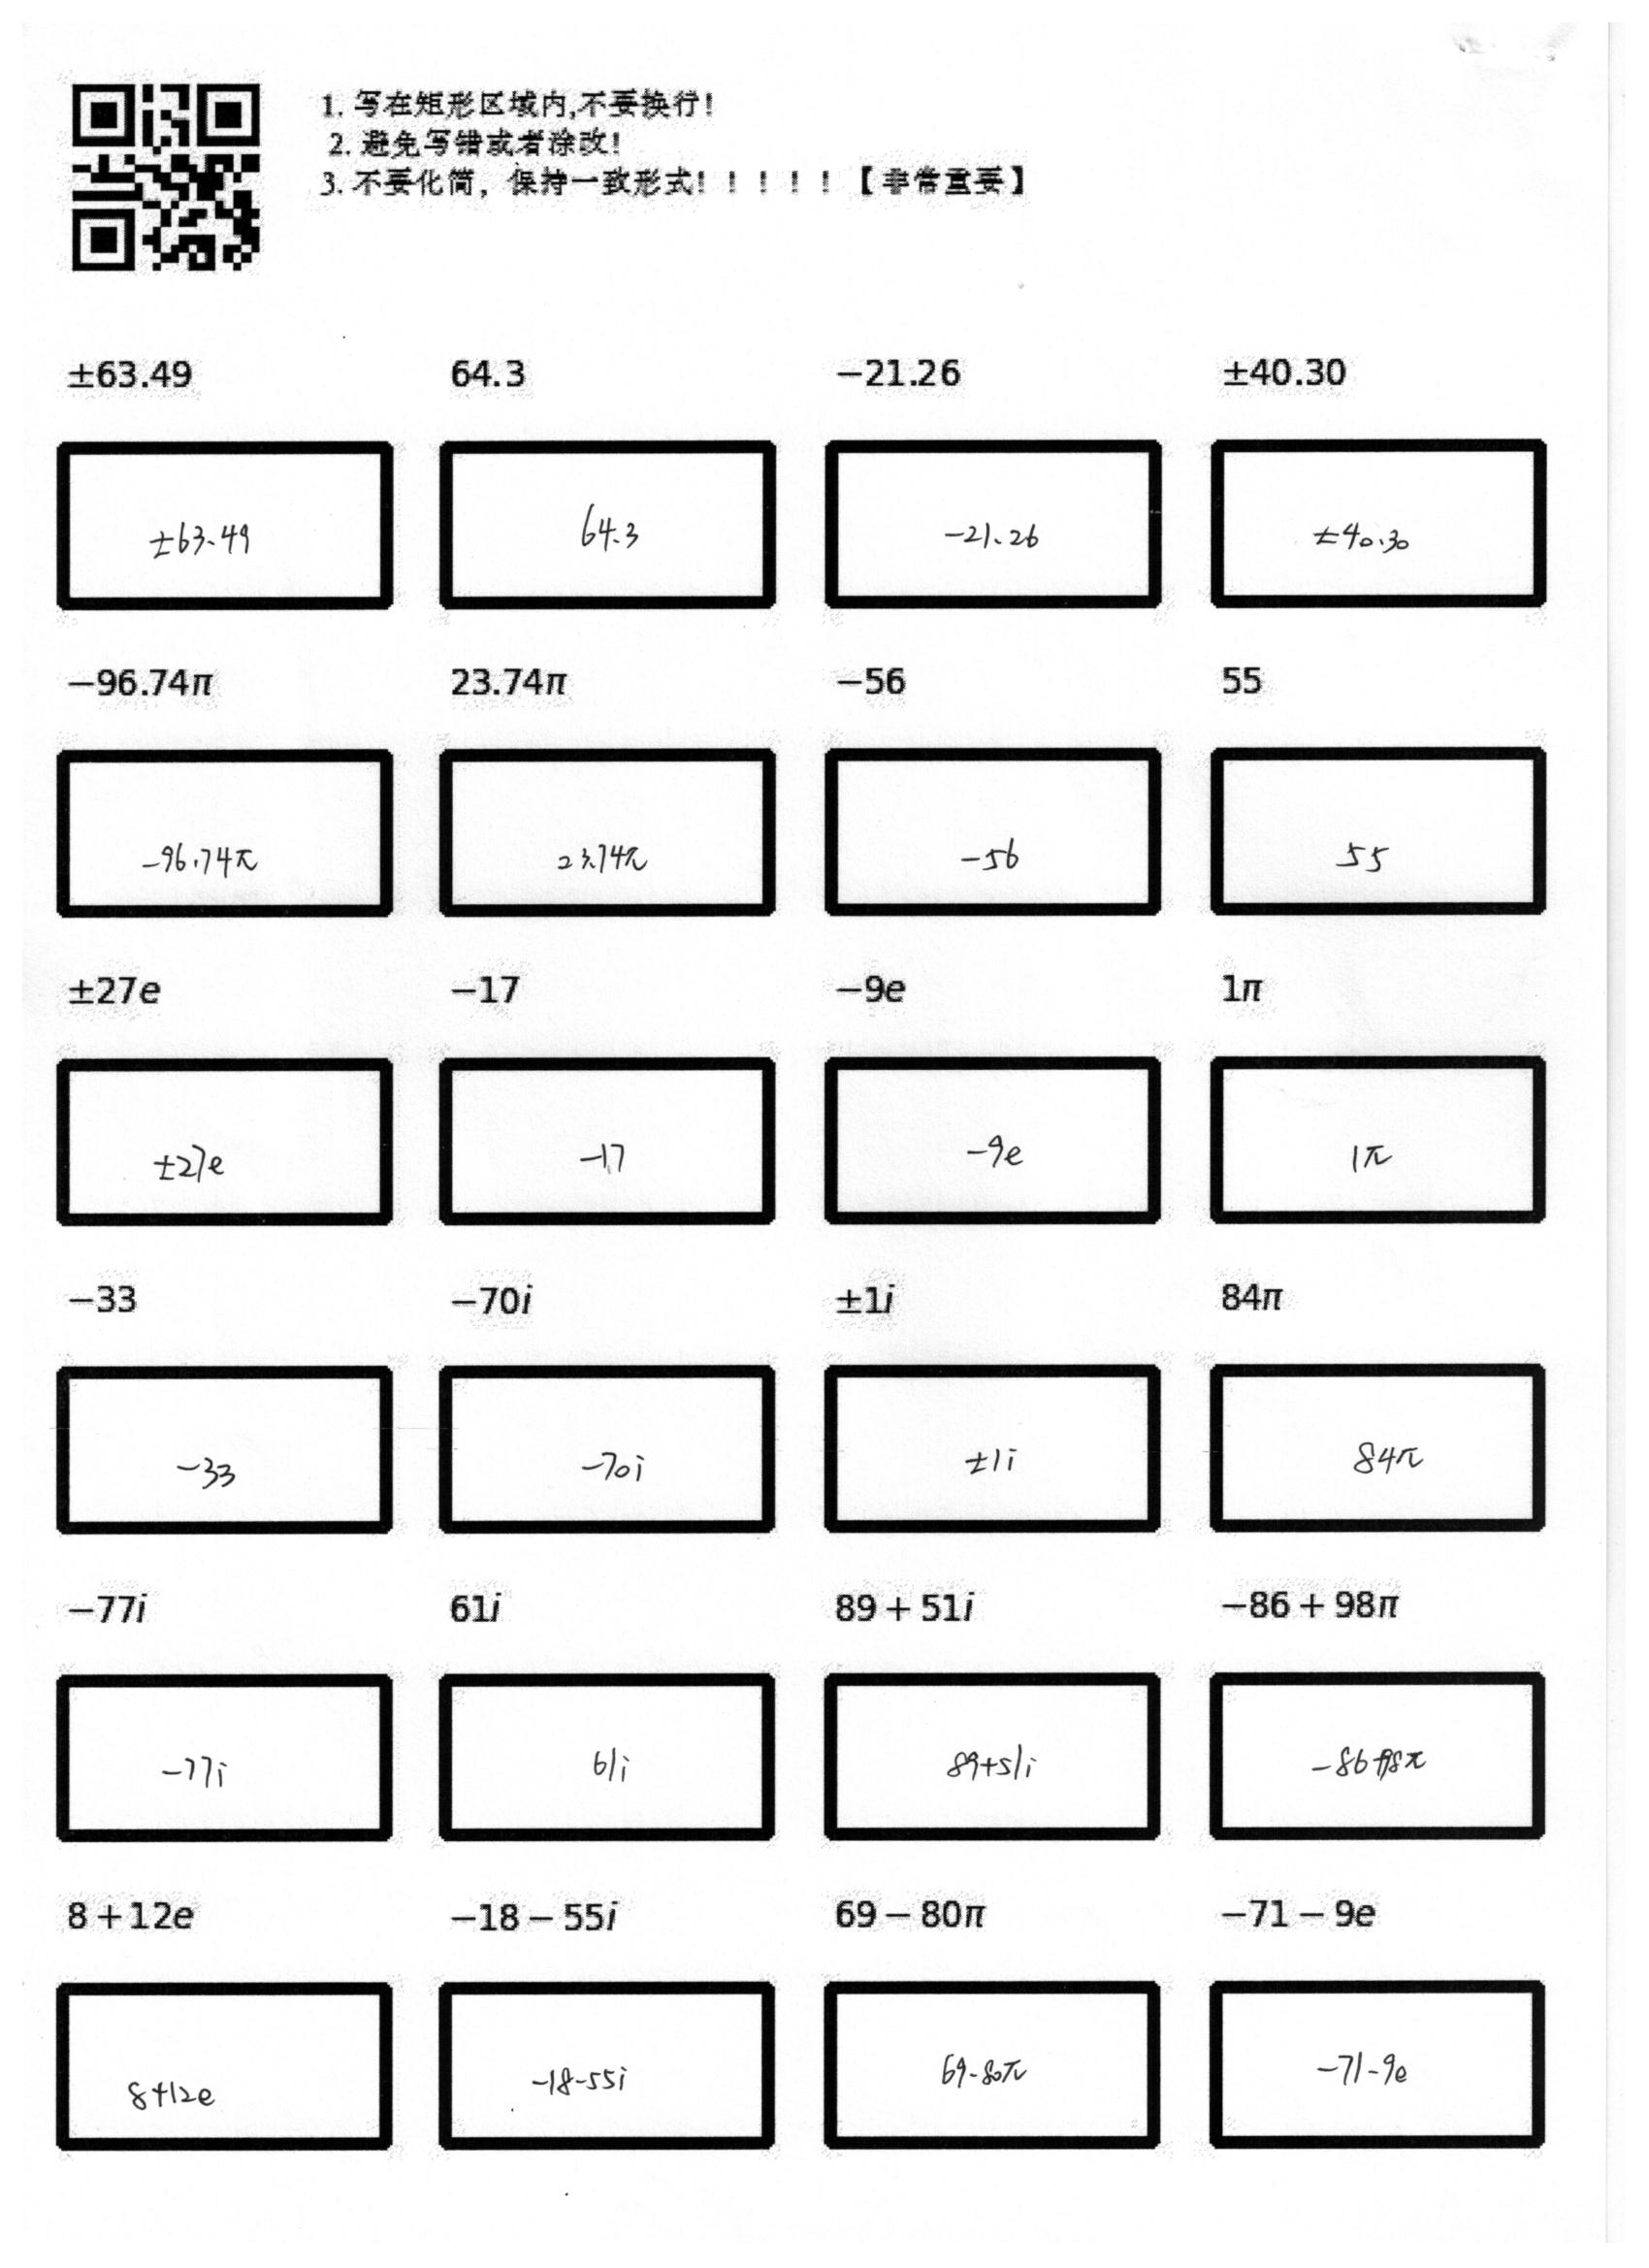 1. 写在矩形区域内,不要换行!
2. 避免写错或者涂改!
3. 不要化简，保持一致形式！！！！！【非常重要】
±63.49 64.3 −21.26 ±40.30
±63.49 64.3 -21.26 ±40.30
−96.74π 23.74π −56 55
-96.74π 23.74π -56 55
±27e −17 −9e 1π
±27e -17 -9e 1π
−33 −70i ±1i 84π
-33 -70i ±1i 84π
−77i 61i 89 + 51i −86 + 98π
-77i 61i 89+51i -86+98π
8 + 12e −18 − 55i 69 − 80π −71 − 9e
8+12e -18-55i 69-80π -71-9e